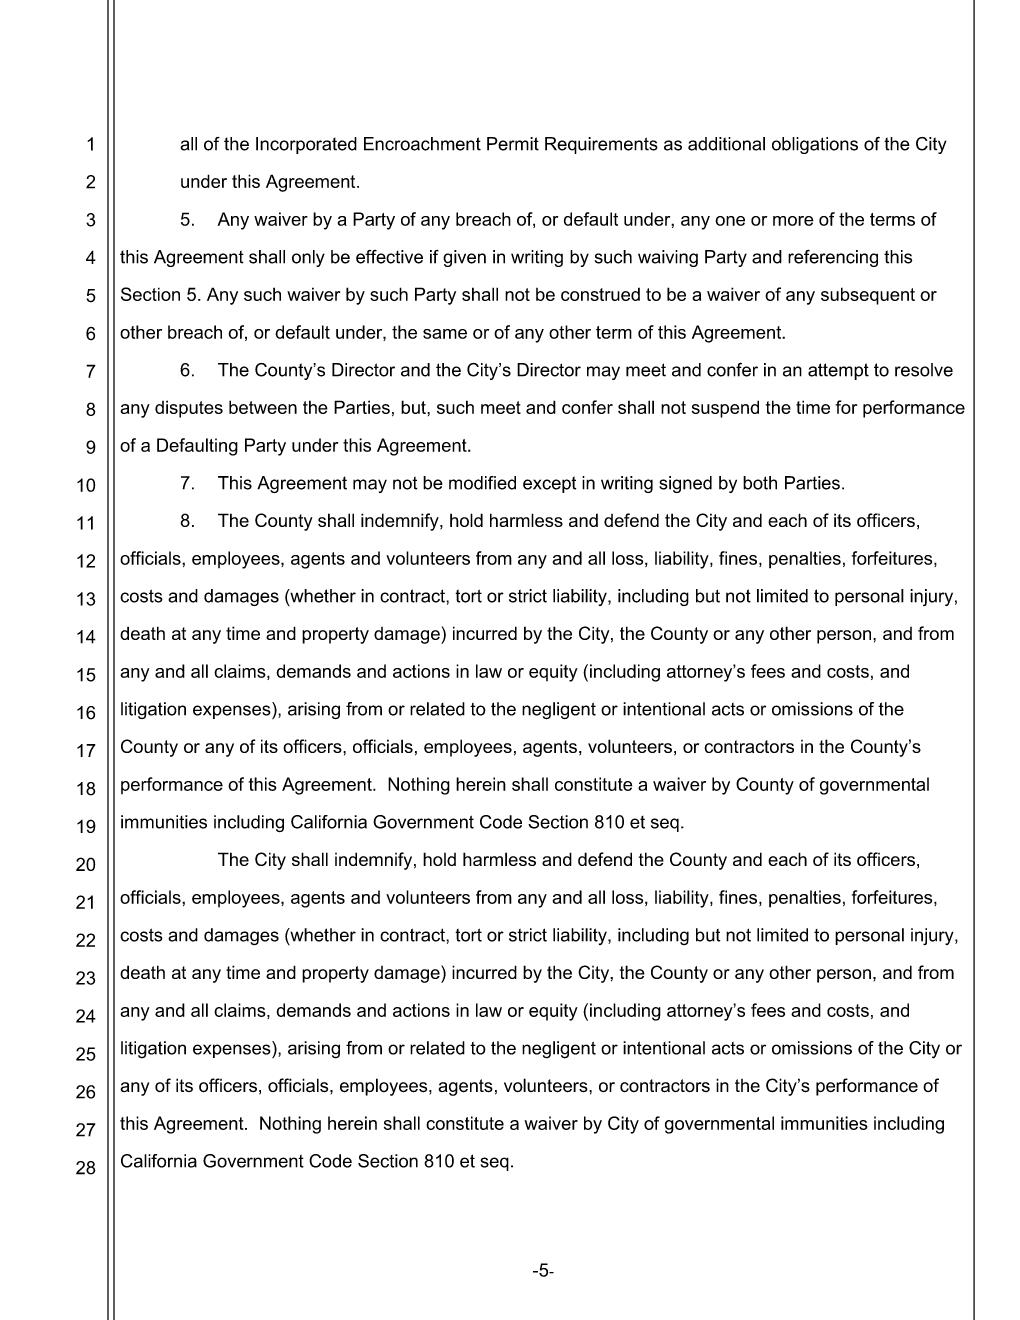 1 all of the Incorporated Encroachment Permit Requirements as additional obligations of the City
2 under this Agreement.
3 5. Any waiver by a Party of any breach of, or default under, any one or more of the terms of
4 this Agreement shall only be effective if given in writing by such waiving Party and referencing this
5 Section 5. Any such waiver by such Party shall not be construed to be a waiver of any subsequent or
6 other breach of, or default under, the same or of any other term of this Agreement.
7 6. The County’s Director and the City’s Director may meet and confer in an attempt to resolve
8 any disputes between the Parties, but, such meet and confer shall not suspend the time for performance
9 of a Defaulting Party under this Agreement.
10 7. This Agreement may not be modified except in writing signed by both Parties.
11 8. The County shall indemnify, hold harmless and defend the City and each of its officers,
12 officials, employees, agents and volunteers from any and all loss, liability, fines, penalties, forfeitures,
13 costs and damages (whether in contract, tort or strict liability, including but not limited to personal injury,
14 death at any time and property damage) incurred by the City, the County or any other person, and from
15 any and all claims, demands and actions in law or equity (including attorney’s fees and costs, and
16 litigation expenses), arising from or related to the negligent or intentional acts or omissions of the
17 County or any of its officers, officials, employees, agents, volunteers, or contractors in the County’s
18 performance of this Agreement. Nothing herein shall constitute a waiver by County of governmental
19 immunities including California Government Code Section 810 et seq.
20 The City shall indemnify, hold harmless and defend the County and each of its officers,
21 officials, employees, agents and volunteers from any and all loss, liability, fines, penalties, forfeitures,
22 costs and damages (whether in contract, tort or strict liability, including but not limited to personal injury,
23 death at any time and property damage) incurred by the City, the County or any other person, and from
24 any and all claims, demands and actions in law or equity (including attorney’s fees and costs, and
25 litigation expenses), arising from or related to the negligent or intentional acts or omissions of the City or
26 any of its officers, officials, employees, agents, volunteers, or contractors in the City’s performance of
27 this Agreement. Nothing herein shall constitute a waiver by City of governmental immunities including
28 California Government Code Section 810 et seq.
-5-